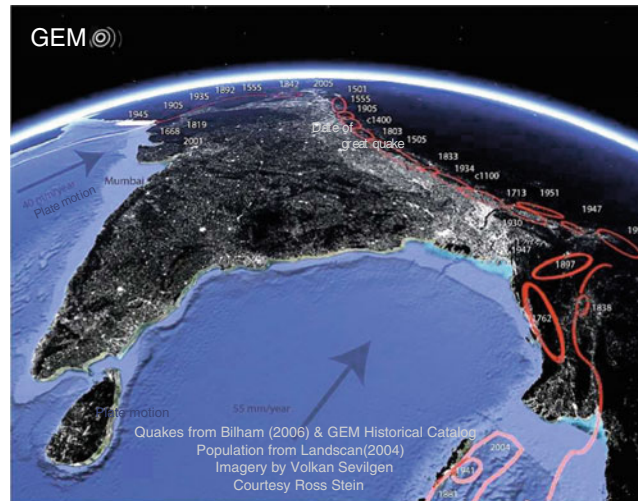 GEM
1945
1905
1935
1892
1555
1842
2005
1501
1555
1905
c1400
1803
1505
1833
1934
c1100
1713
1951
1947
1668
1819
2001
Date of
great quake
Mumbai
40 mm/year
Plate motion
1930
1947
1897
1762
1838
Plate motion
55 mm/year
Quakes from Bilham (2006) & GEM Historical Catalog
Population from Landscan(2004)
Imagery by Volkan Sevilgen
Courtesy Ross Stein
2004
1941
1881